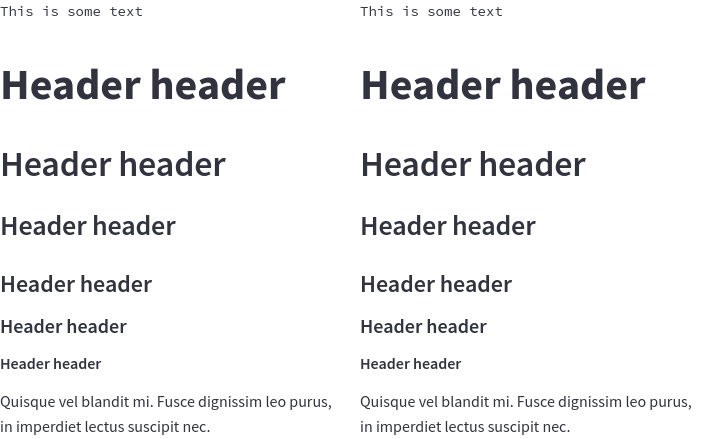 This is some text
Header header
Header header
Header header
Header header
Header header
Header header
Quisque vel blandit mi. Fusce dignissim leo purus,
in imperdiet lectus suscipit nec.
This is some text
Header header
Header header
Header header
Header header
Header header
Header header
Quisque vel blandit mi. Fusce dignissim leo purus,
in imperdiet lectus suscipit nec.